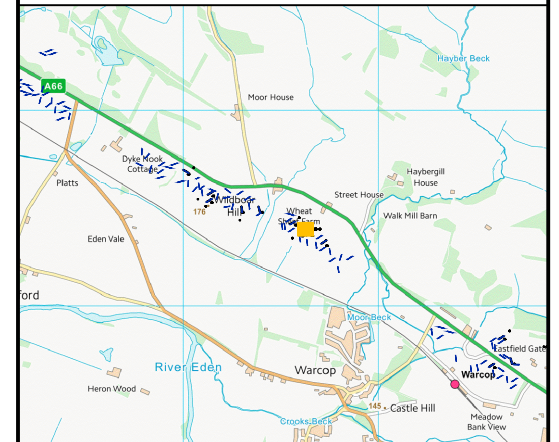 Hayber Beck
A66
Moor House
Dyke Nook
Cottage
Haybergill
House
Platts
Street House
Wildboar
Hill
176
Wheat
Farm
Walk Mill Barn
Eden Vale
ford
Moor Beck
Eastfield Gate
River Eden
Warcop
Warcop
Heron Wood
145
Castle Hill
Crooks Beck
Meadow
Bank View